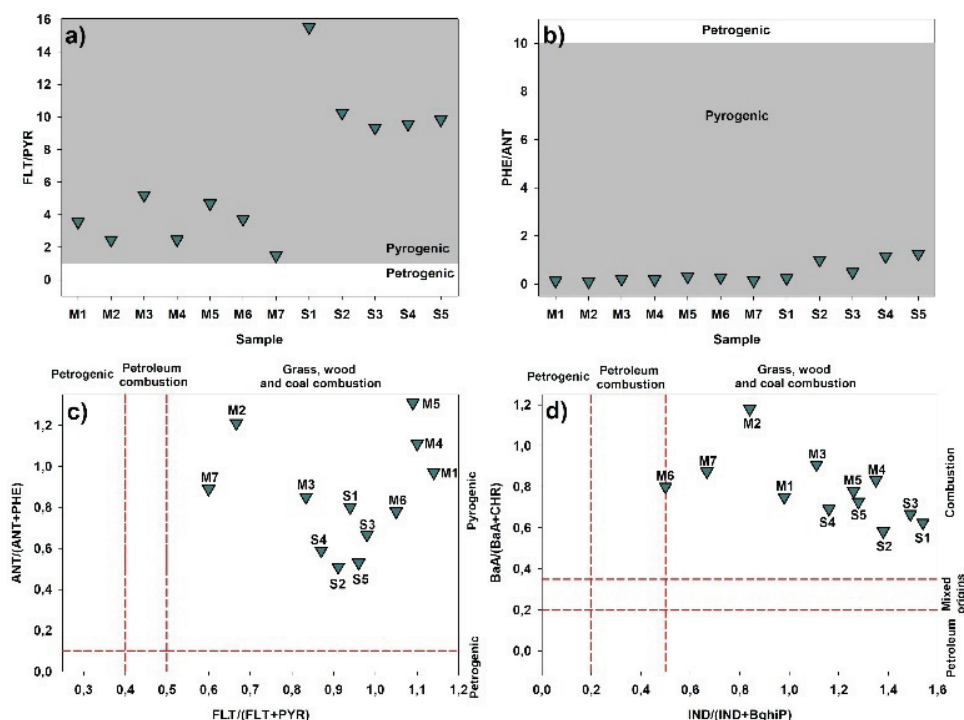 a)
16
14
12
10
8
6
4
2
0
FLT/PYR
Pyrogenic
Petrogenic
M1 M2 M3 M4 M5 M6 M7 S1 S2 S3 S4 S5
Sample
b)
Petrogenic
10
8
6
4
2
0
PHE/ANT
Pyrogenic
M1 M2 M3 M4 M5 M6 M7 S1 S2 S3 S4 S5
Sample
Petrogenic
Petroleum
combustion
Grass, wood
and coal combustion
c)
1,2
1,0
0,8
0,6
0,4
0,2
0,0
ANT/(ANT+PHE)
M5
M2
M4
M1
M7
M3
S1
M6
S3
S4
S2
S5
Pyrogenic
Petrogenic
0,3 0,4 0,5 0,6 0,7 0,8 0,9 1,0 1,1 1,2
FLT/(FLT+PYR)
Petrogenic
Petroleum
combustion
Grass, wood
and coal combustion
d)
1,2
1,0
0,8
0,6
0,4
0,2
0,0
BaA/(BaA+CHR)
M2
M3
M7
M4
M6
M5
M1
S5
S3
S4
S1
S2
Combustion
Mixed
origins
Petroleum
0,0 0,2 0,4 0,6 0,8 1,0 1,2 1,4 1,6
IND/(IND+BghiP)